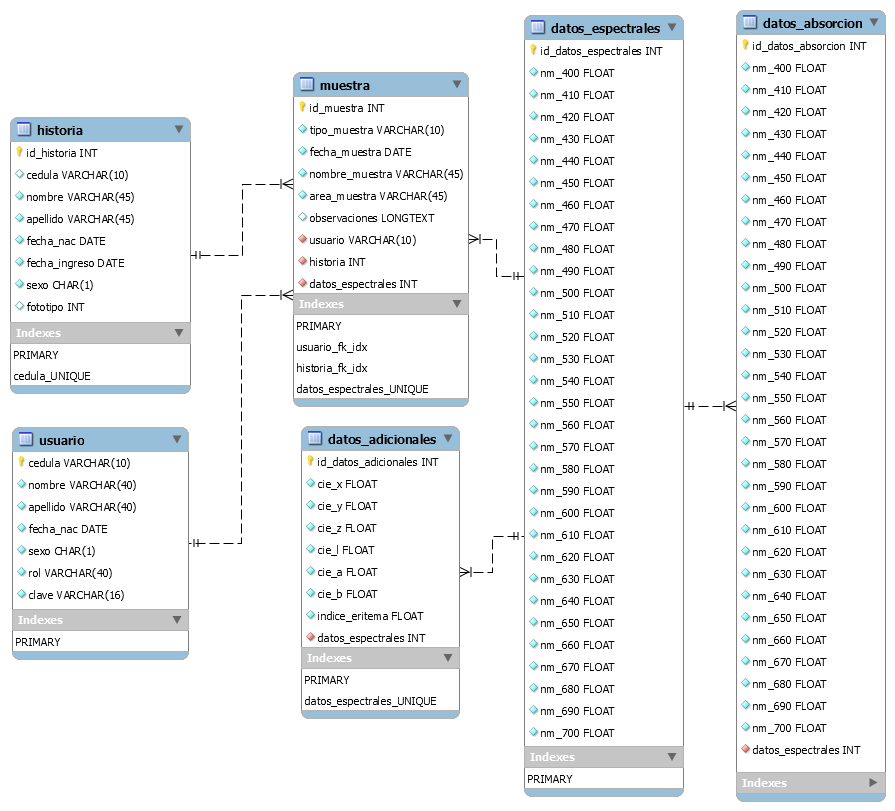 historia
id_historia INT
cedula VARCHAR(10)
nombre VARCHAR(45)
apellido VARCHAR(45)
fecha_nac DATE
fecha_ingreso DATE
sexo CHAR(1)
fototipo INT
Indexes
PRIMARY
cedula_UNIQUE
usuario
cedula VARCHAR(10)
nombre VARCHAR(40)
apellido VARCHAR(40)
fecha_nac DATE
sexo CHAR(1)
rol VARCHAR(40)
clave VARCHAR(16)
Indexes
PRIMARY
muestra
id_muestra INT
tipo_muestra VARCHAR(10)
fecha_muestra DATE
nombre_muestra VARCHAR(45)
area_muestra VARCHAR(45)
observaciones LONGTEXT
usuario VARCHAR(10)
historia INT
datos_espectrales INT
Indexes
PRIMARY
usuario_fk_idx
historia_fk_idx
datos_espectrales_UNIQUE
datos_adicionales
id_datos_adicionales INT
cie_x FLOAT
cie_y FLOAT
cie_z FLOAT
cie_l FLOAT
cie_a FLOAT
cie_b FLOAT
indice_eritema FLOAT
datos_espectrales INT
Indexes
PRIMARY
datos_espectrales_UNIQUE
datos_espectrales
id_datos_espectrales INT
nm_400 FLOAT
nm_410 FLOAT
nm_420 FLOAT
nm_430 FLOAT
nm_440 FLOAT
nm_450 FLOAT
nm_460 FLOAT
nm_470 FLOAT
nm_480 FLOAT
nm_490 FLOAT
nm_500 FLOAT
nm_510 FLOAT
nm_520 FLOAT
nm_530 FLOAT
nm_540 FLOAT
nm_550 FLOAT
nm_560 FLOAT
nm_570 FLOAT
nm_580 FLOAT
nm_590 FLOAT
nm_600 FLOAT
nm_610 FLOAT
nm_620 FLOAT
nm_630 FLOAT
nm_640 FLOAT
nm_650 FLOAT
nm_660 FLOAT
nm_670 FLOAT
nm_680 FLOAT
nm_690 FLOAT
nm_700 FLOAT
Indexes
PRIMARY
datos_absorcion
id_datos_absorcion INT
nm_400 FLOAT
nm_410 FLOAT
nm_420 FLOAT
nm_430 FLOAT
nm_440 FLOAT
nm_450 FLOAT
nm_460 FLOAT
nm_470 FLOAT
nm_480 FLOAT
nm_490 FLOAT
nm_500 FLOAT
nm_510 FLOAT
nm_520 FLOAT
nm_530 FLOAT
nm_540 FLOAT
nm_550 FLOAT
nm_560 FLOAT
nm_570 FLOAT
nm_580 FLOAT
nm_590 FLOAT
nm_600 FLOAT
nm_610 FLOAT
nm_620 FLOAT
nm_630 FLOAT
nm_640 FLOAT
nm_650 FLOAT
nm_660 FLOAT
nm_670 FLOAT
nm_680 FLOAT
nm_690 FLOAT
nm_700 FLOAT
datos_espectrales INT
Indexes